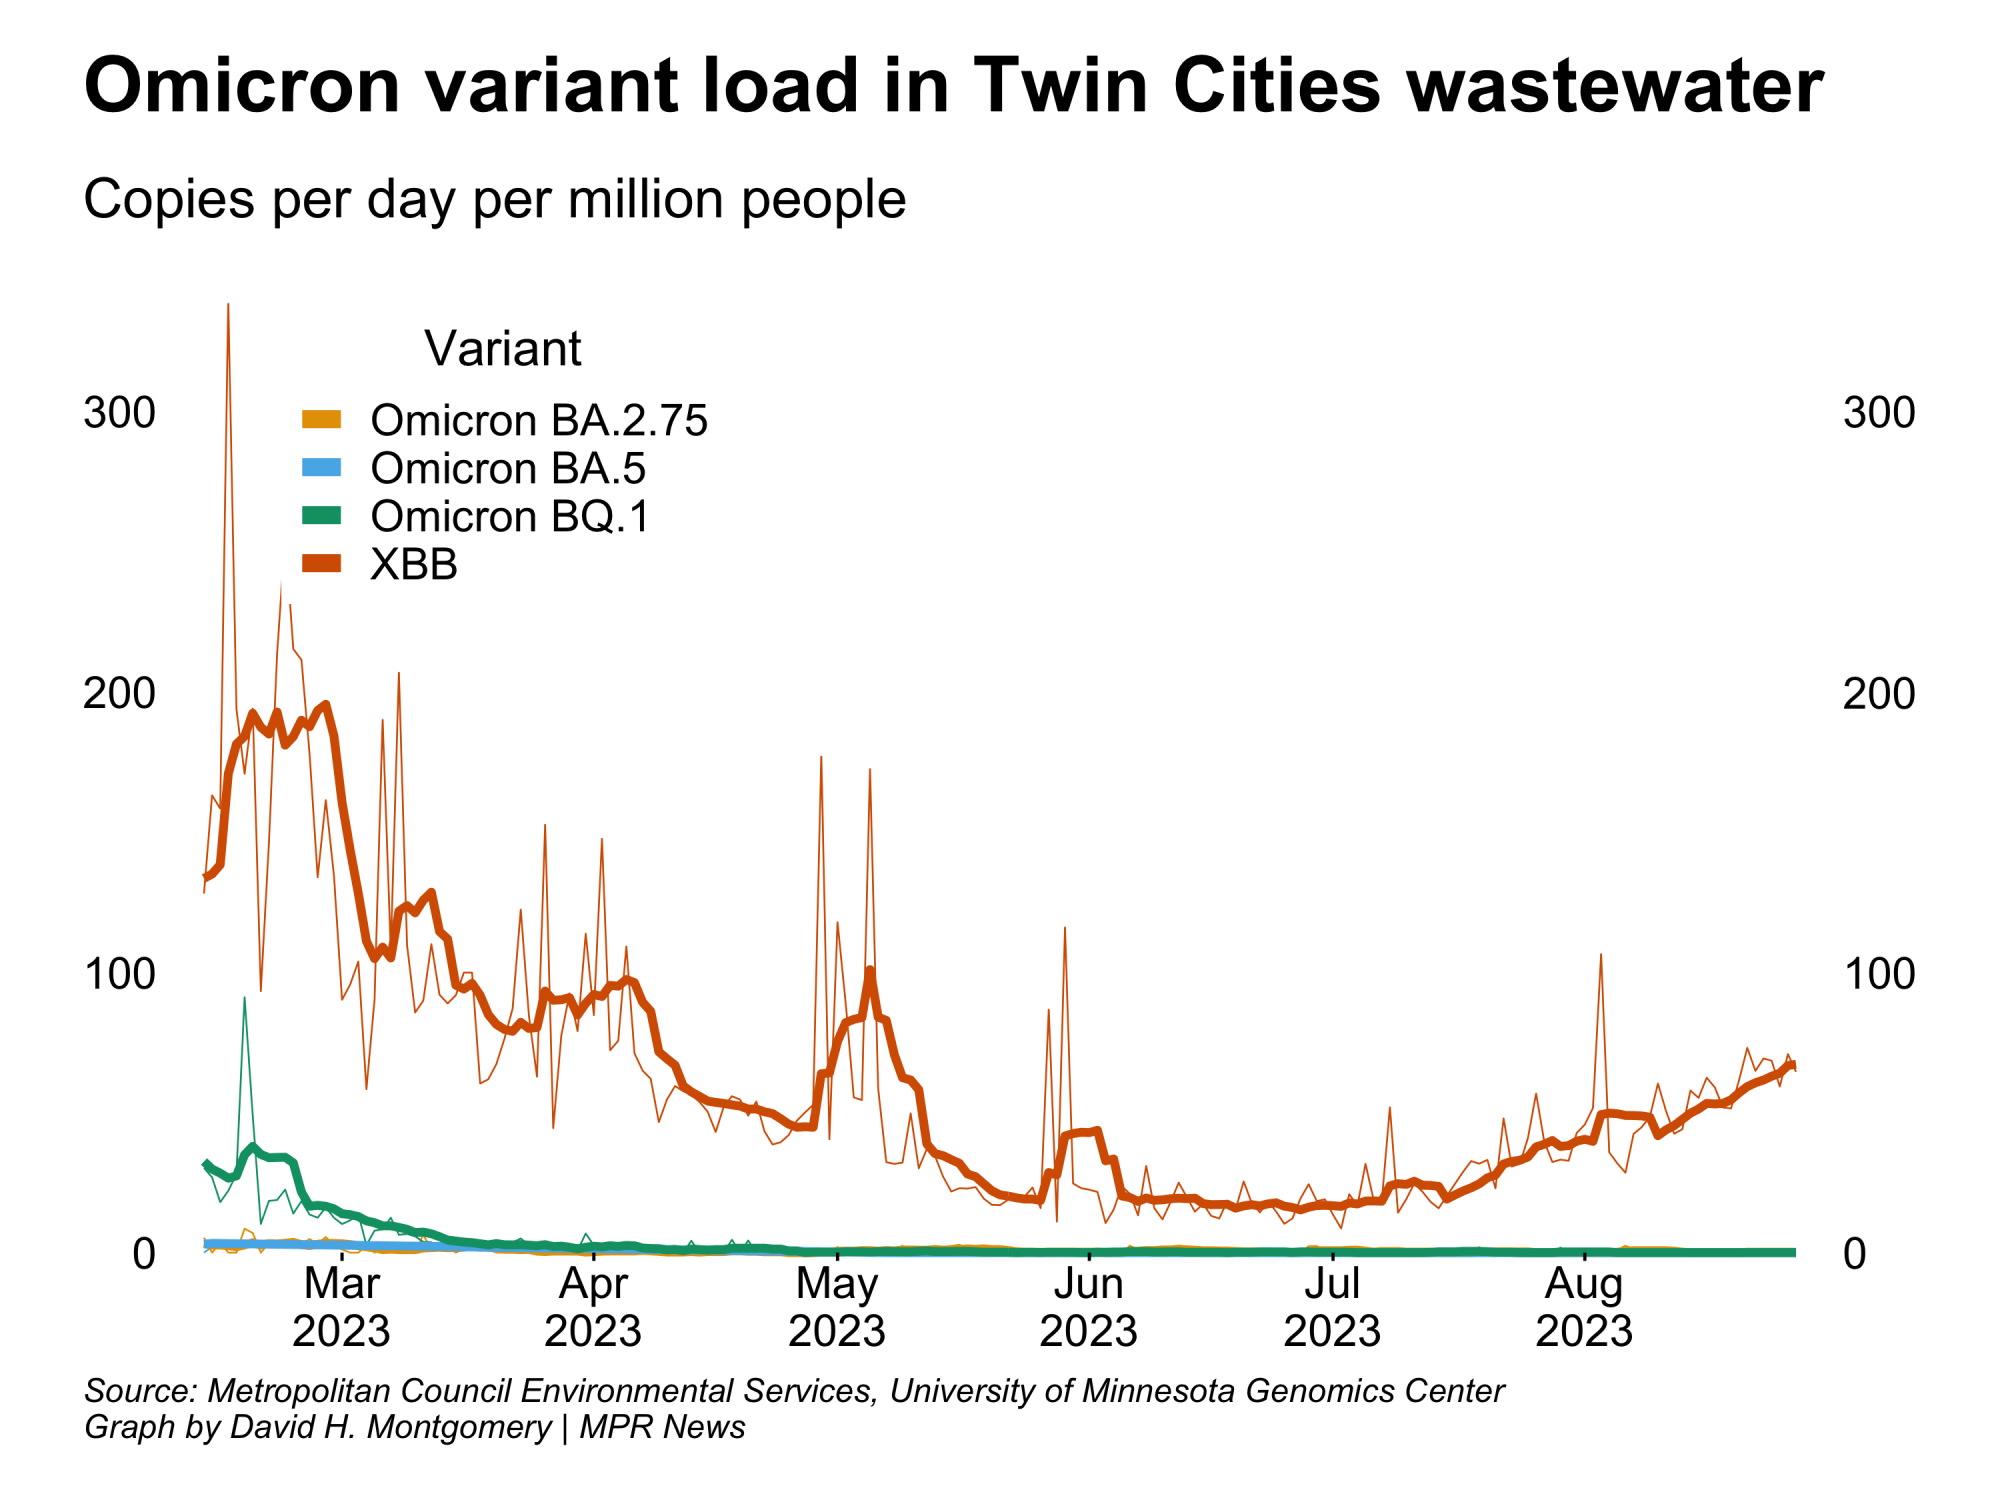 Omicron variant load in Twin Cities wastewater
Copies per day per million people
Variant
Omicron BA.2.75
Omicron BA.5
Omicron BQ.1
XBB
300 300
200 200
100 100
0 0
Mar Apr May Jun Jul Aug
2023 2023 2023 2023 2023 2023
Source: Metropolitan Council Environmental Services, University of Minnesota Genomics Center
Graph by David H. Montgomery | MPR News